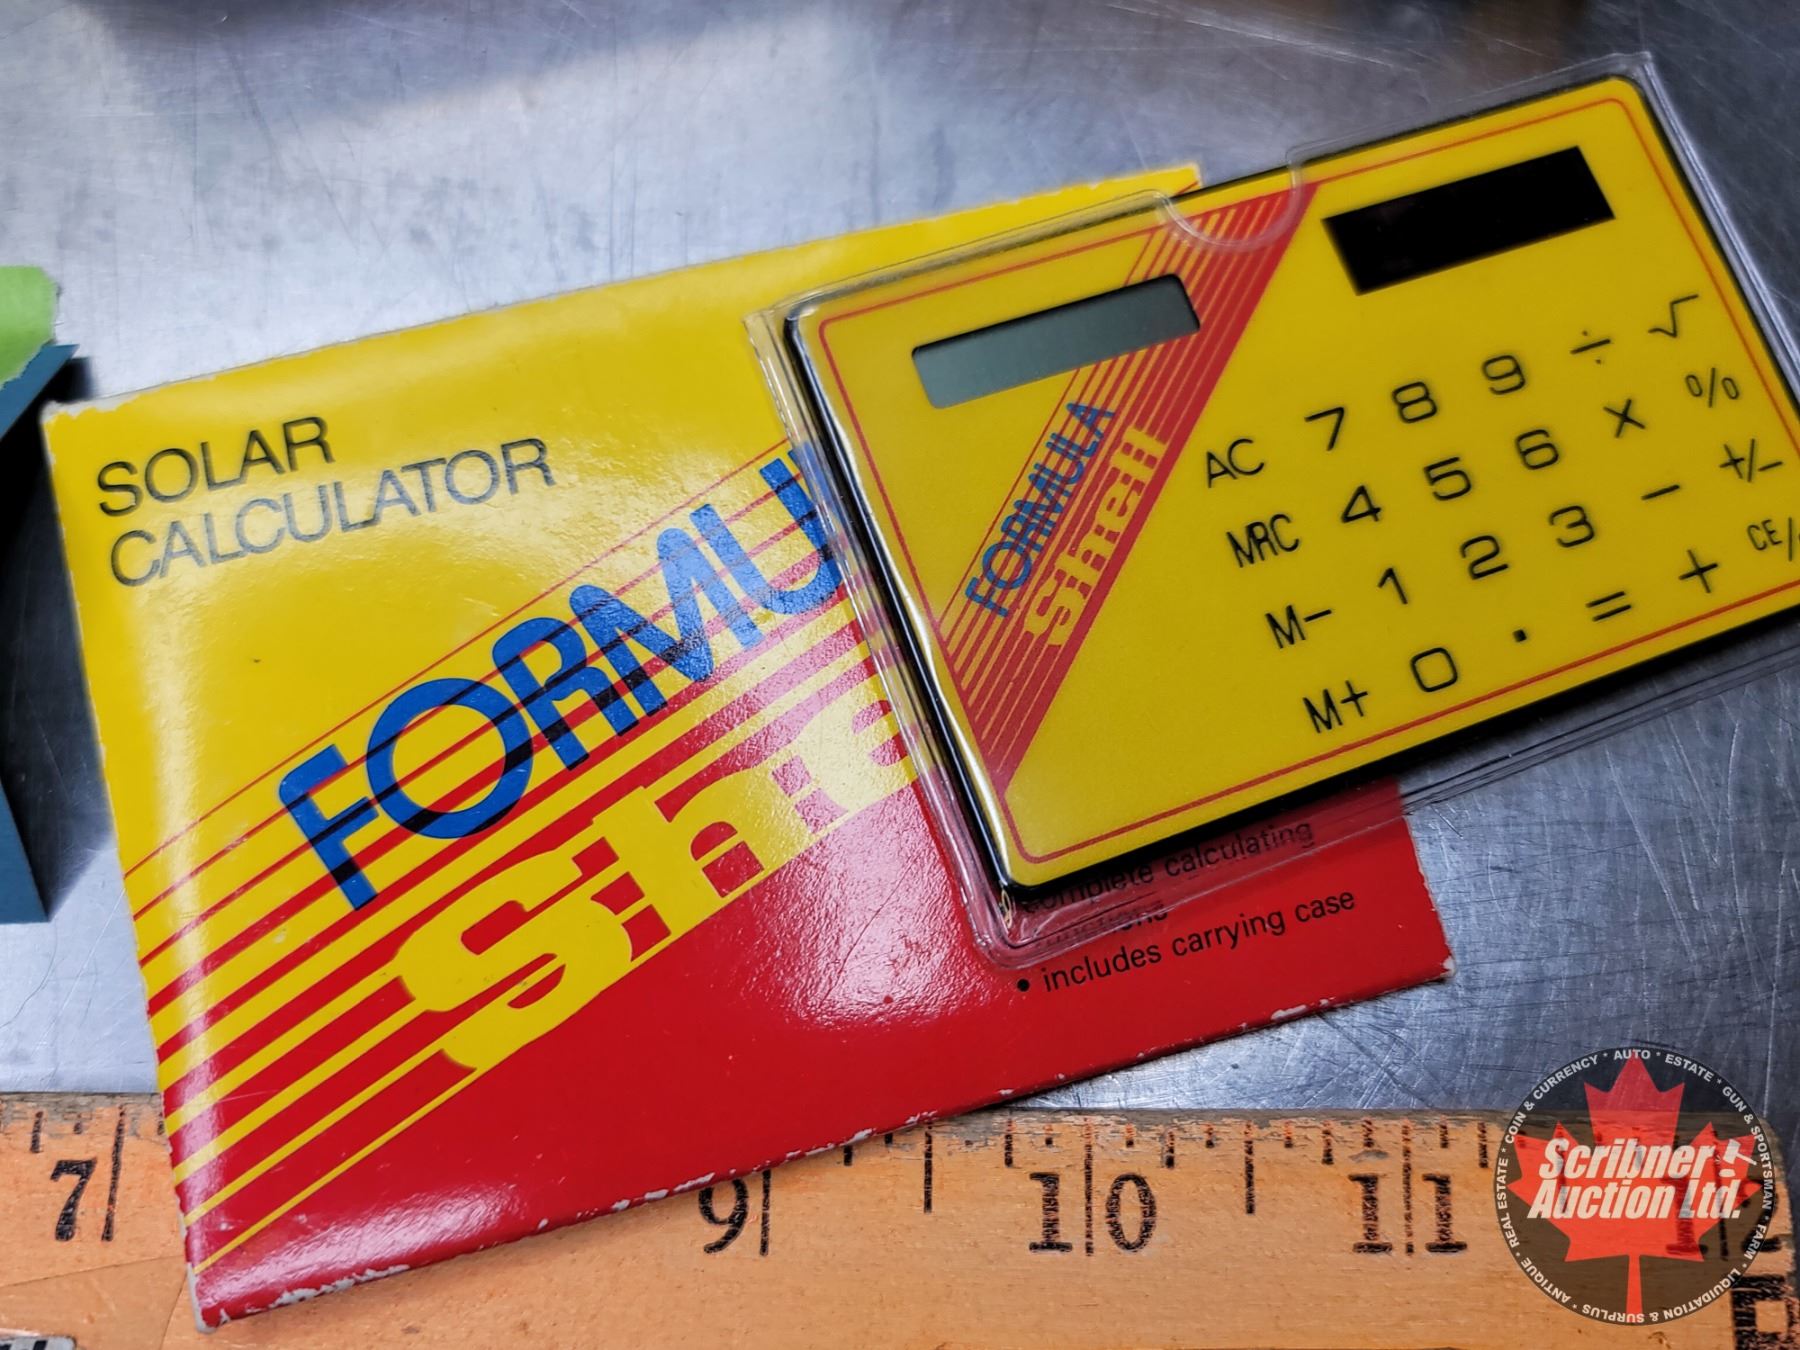 SOLAR
CALCULATOR
FORMU
She
complete calculating
functions
• includes carrying case
FORMULA
Shell
AC 7 8 9 ÷ √
MRC 4 5 6 × %
M− 1 2 3 − +/−
M+ 0 . = + CE/
7 9 10 11 12
COIN & CURRENCY * AUTO * ESTATE * GUN & SPORTSMAN * FARM * LIQUIDATION & SURPLUS * ANTIQUE * REAL ESTATE *
Scribner
Auction Ltd.